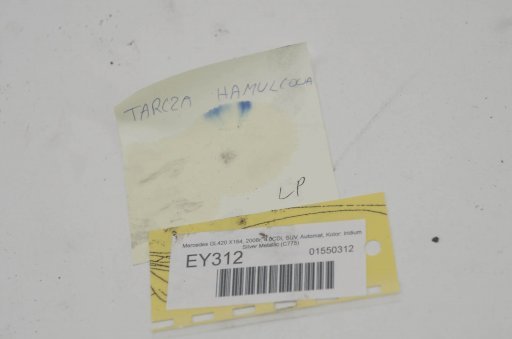 TARCZA HAMULCOWA
LP
Mercedes GL420 X164, 2008r, 4.0CDI, SUV, Automat, Kolor: Iridium
Silver Metallic (C775)
EY312
01550312